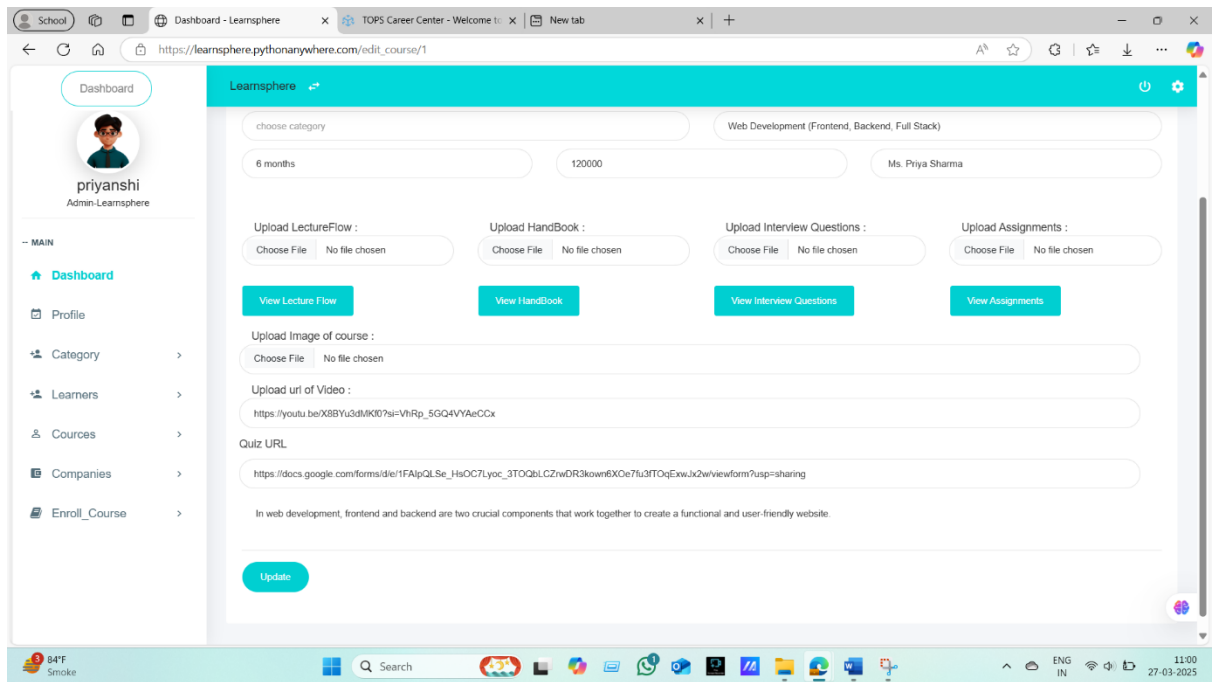 School
Dashboard - Learnsphere
TOPS Career Center - Welcome to
New tab
https://learnsphere.pythonanywhere.com/edit_course/1
Dashboard
Learnsphere
priyanshi
Admin-Learnsphere
-- MAIN
Dashboard
Profile
Category
Learners
Cources
Companies
Enroll_Course
choose category
Web Development (Frontend, Backend, Full Stack)
6 months
120000
Ms. Priya Sharma
Upload LectureFlow :
Upload HandBook :
Upload Interview Questions :
Upload Assignments :
Choose File No file chosen
Choose File No file chosen
Choose File No file chosen
Choose File No file chosen
View Lecture Flow
View HandBook
View Interview Questions
View Assignments
Upload Image of course :
Choose File No file chosen
Upload url of Video :
https://youtu.be/X8BYu3dMKf0?si=VhRp_5GQ4VYAeCCx
Quiz URL
https://docs.google.com/forms/d/e/1FAIpQLSe_HsOC7Lyoc_3TOQbLCZrwDR3kown6XOe7fu3fTOqExwJx2w/viewform?usp=sharing
In web development, frontend and backend are two crucial components that work together to create a functional and user-friendly website.
Update
3
84°F
Smoke
Search
1
ENG
IN
11:00
27-03-2025